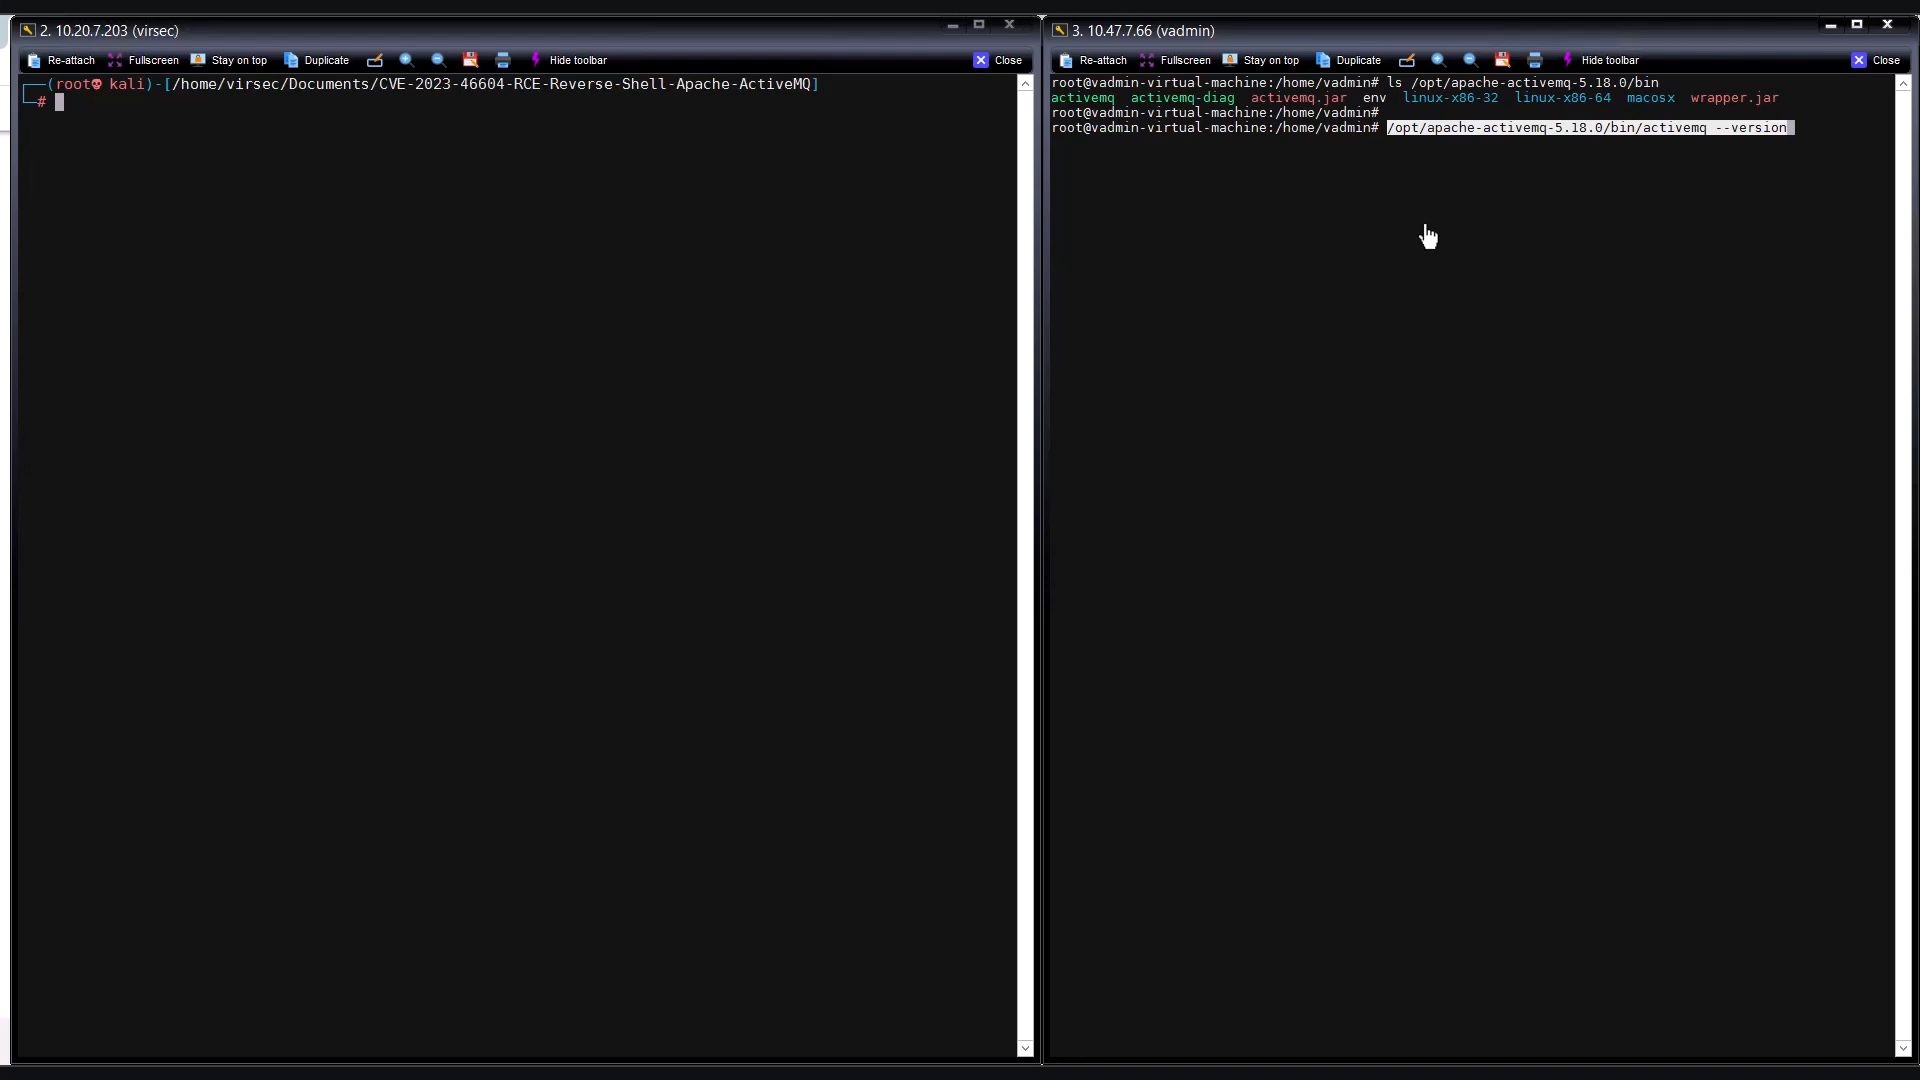 2. 10.20.7.203 (virsec)
Re-attach Fullscreen Stay on top Duplicate Hide toolbar Close
(root kali)-[/home/virsec/Documents/CVE-2023-46604-RCE-Reverse-Shell-Apache-ActiveMQ]
#
3. 10.47.7.66 (vadmin)
Re-attach Fullscreen Stay on top Duplicate Hide toolbar Close
root@vadmin-virtual-machine:/home/vadmin# ls /opt/apache-activemq-5.18.0/bin
activemq activemq-diag activemq.jar env linux-x86-32 linux-x86-64 macosx wrapper.jar
root@vadmin-virtual-machine:/home/vadmin#
root@vadmin-virtual-machine:/home/vadmin# /opt/apache-activemq-5.18.0/bin/activemq --version